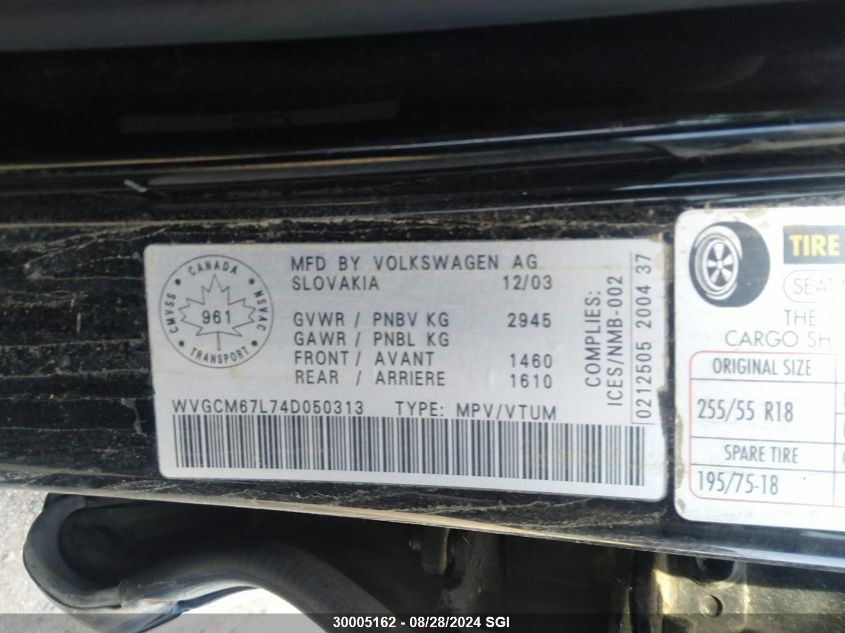 CANADA
CMVSS
NSVAC
961
TRANSPORT
MFD BY VOLKSWAGEN AG
SLOVAKIA 12/03
GVWR / PNBV KG 2945
GAWR / PNBL KG
FRONT / AVANT 1460
REAR / ARRIERE 1610
WVGCM67L74D050313 TYPE: MPV/VTUM
COMPLIES:
ICES/NMB-002
0212505 2004 37
TIRE
SEAT
THE
CARGO
ORIGINAL SIZE
255/55 R18
SPARE TIRE
195/75-18
30005162 - 08/28/2024 SGI